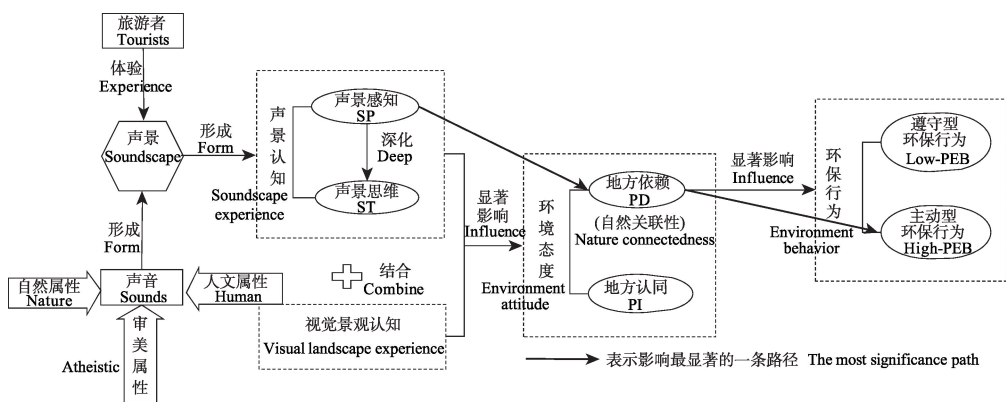 旅游者
Tourists
体验
Experience
声景
Soundscape
形成
Form
形成
Form
自然属性
Nature
声音
Sounds
人文属性
Human
审美属性
Atheistic
声景认知
Soundscape
experience
声景感知
SP
深化
Deep
声景思维
ST
结合
Combine
视觉景观认知
Visual landscape experience
显著
影响
Influence
环境态度
Environment
attitude
地方依赖
PD
(自然关联性)
Nature connectedness
地方认同
PI
显著影响
Influence
环保行为
Environment
behavior
遵守型
环保行为
Low-PEB
主动型
环保行为
High-PEB
表示影响最显著的一条路径 The most significance path